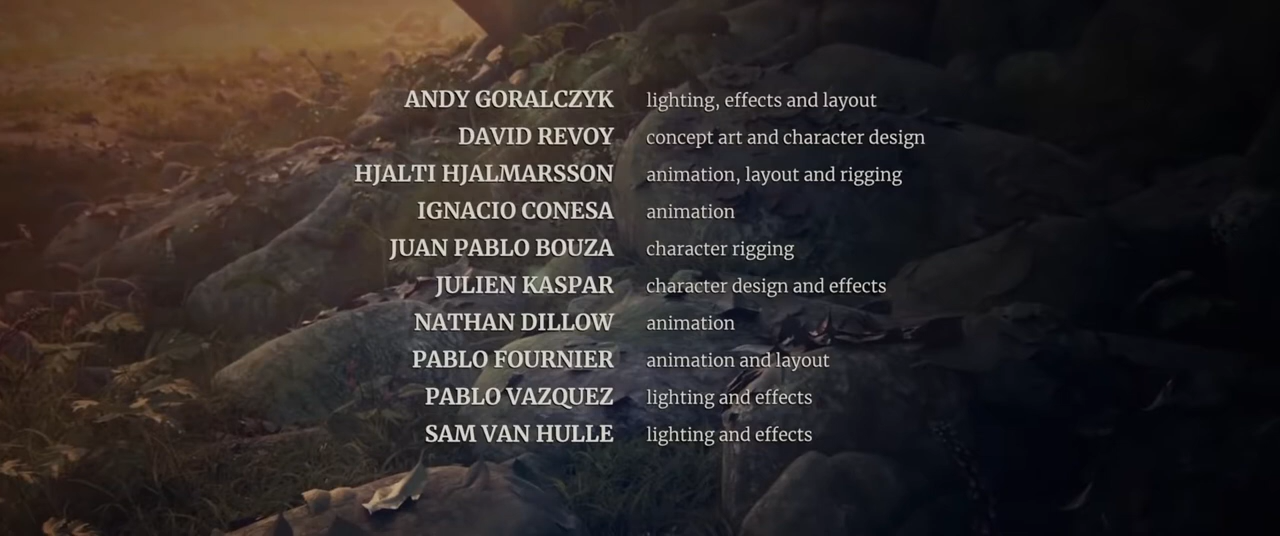 ANDY GORALCZYK lighting, effects and layout
DAVID REVOY concept art and character design
HJALTI HJALMARSSON animation, layout and rigging
IGNACIO CONESA animation
JUAN PABLO BOUZA character rigging
JULIEN KASPAR character design and effects
NATHAN DILLOW animation
PABLO FOURNIER animation and layout
PABLO VAZQUEZ lighting and effects
SAM VAN HULLE lighting and effects